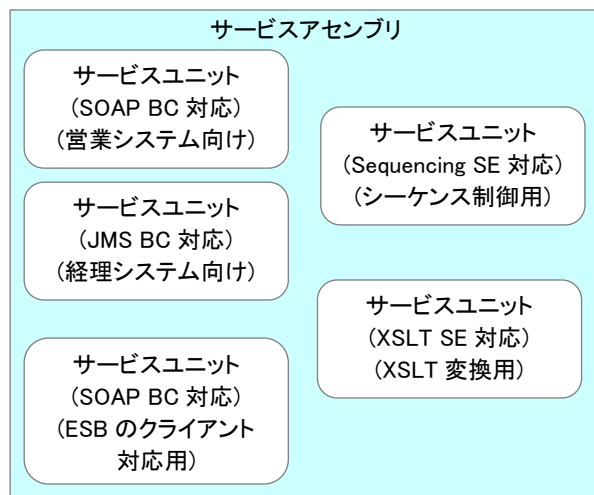 サービスアセンブリ
サービスユニット
(SOAP BC 対応)
(営業システム向け)
サービスユニット
(JMS BC 対応)
(経理システム向け)
サービスユニット
(SOAP BC 対応)
(ESB のクライアント
対応用)
サービスユニット
(Sequencing SE 対応)
(シーケンス制御用)
サービスユニット
(XSLT SE 対応)
(XSLT 変換用)